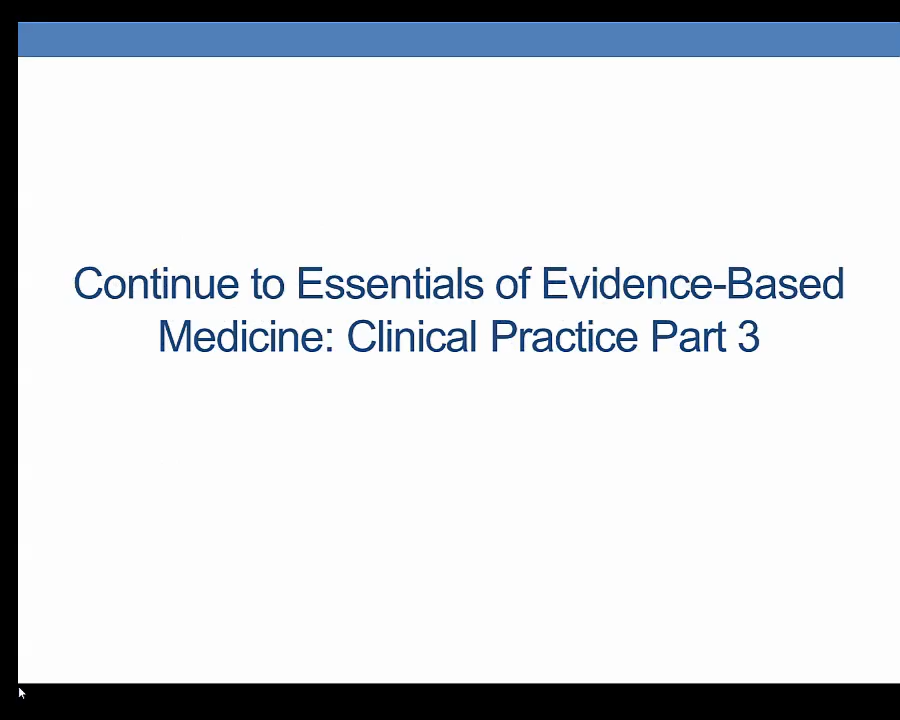 Continue to Essentials of Evidence-Based
Medicine: Clinical Practice Part 3